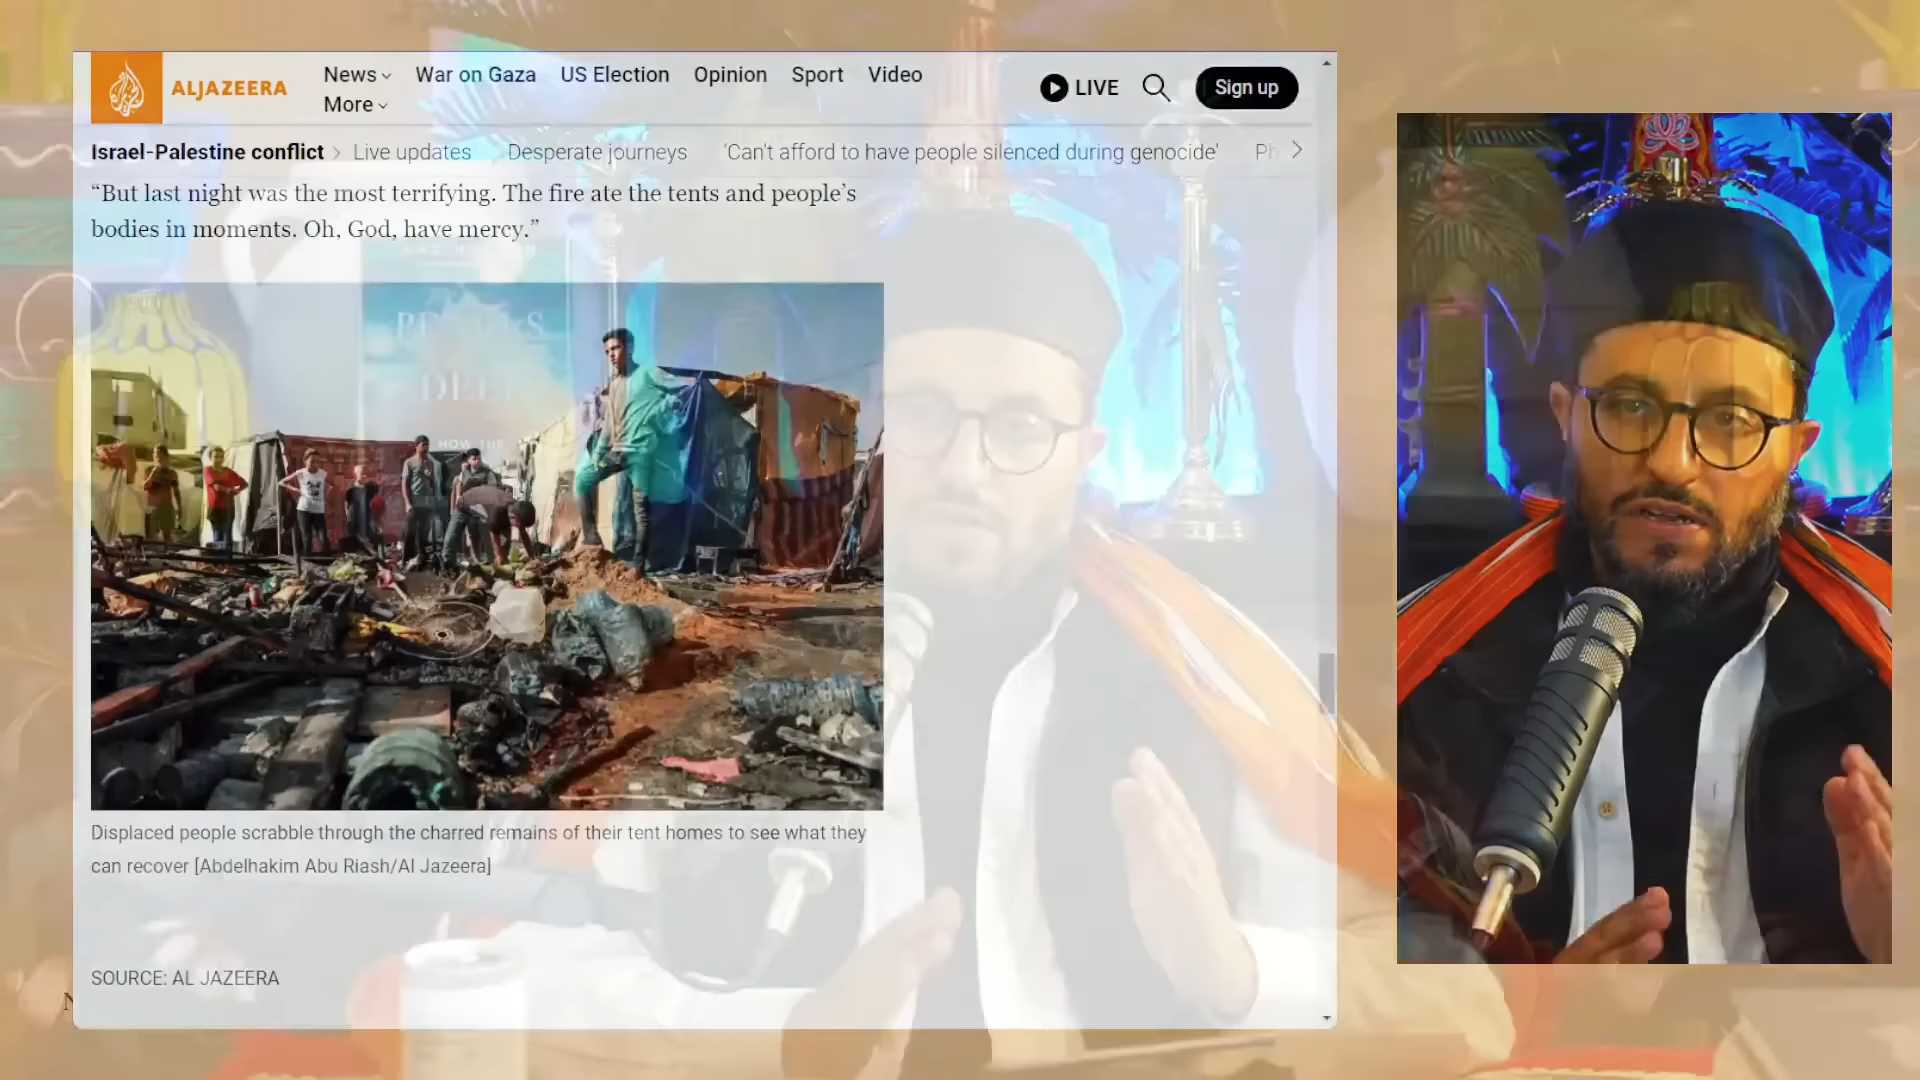 ALJAZEERA
News
War on Gaza
US Election
Opinion
Sport
Video
More
LIVE
Sign up
Israel-Palestine conflict
Live updates
Desperate journeys
'Can't afford to have people silenced during genocide'
Ph
“But last night was the most terrifying. The fire ate the tents and people’s
bodies in moments. Oh, God, have mercy.”
HOW THE
Displaced people scrabble through the charred remains of their tent homes to see what they
can recover [Abdelhakim Abu Riash/Al Jazeera]
SOURCE: AL JAZEERA